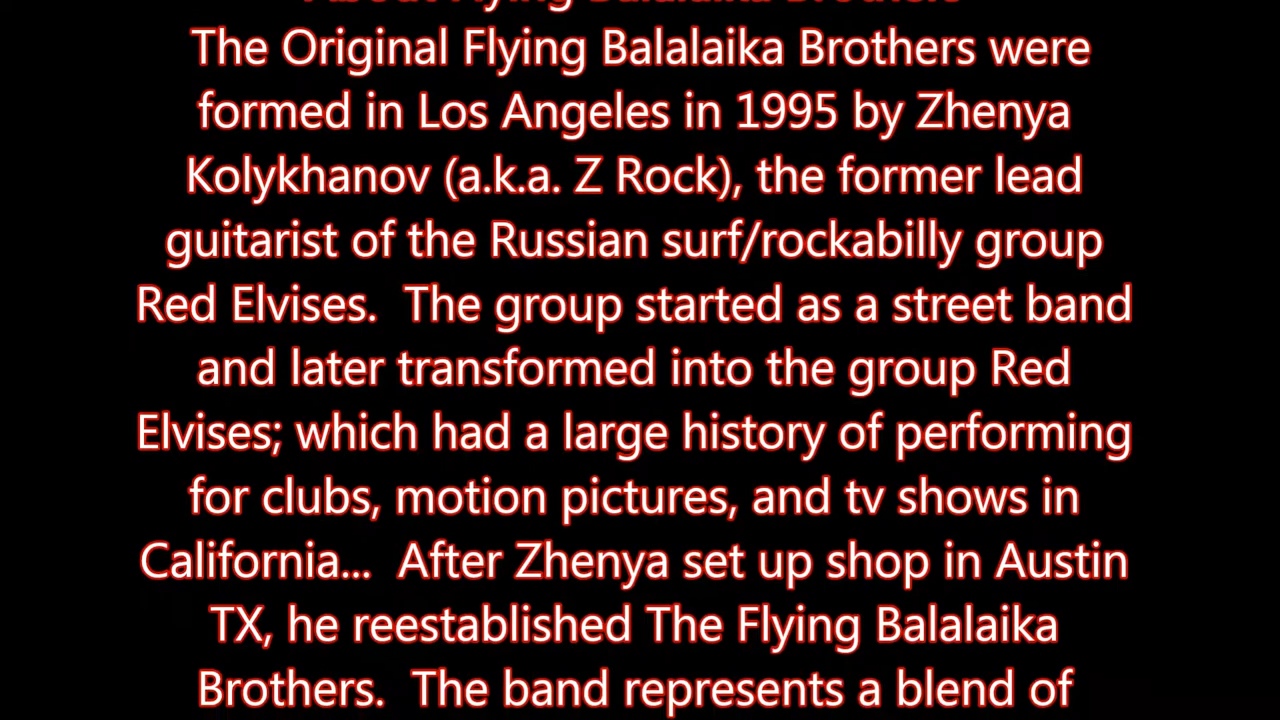 About Flying Balalaika Brothers
The Original Flying Balalaika Brothers were
formed in Los Angeles in 1995 by Zhenya
Kolykhanov (a.k.a. Z Rock), the former lead
guitarist of the Russian surf/rockabilly group
Red Elvises.  The group started as a street band
and later transformed into the group Red
Elvises; which had a large history of performing
for clubs, motion pictures, and tv shows in
California...  After Zhenya set up shop in Austin
TX, he reestablished The Flying Balalaika
Brothers.  The band represents a blend of